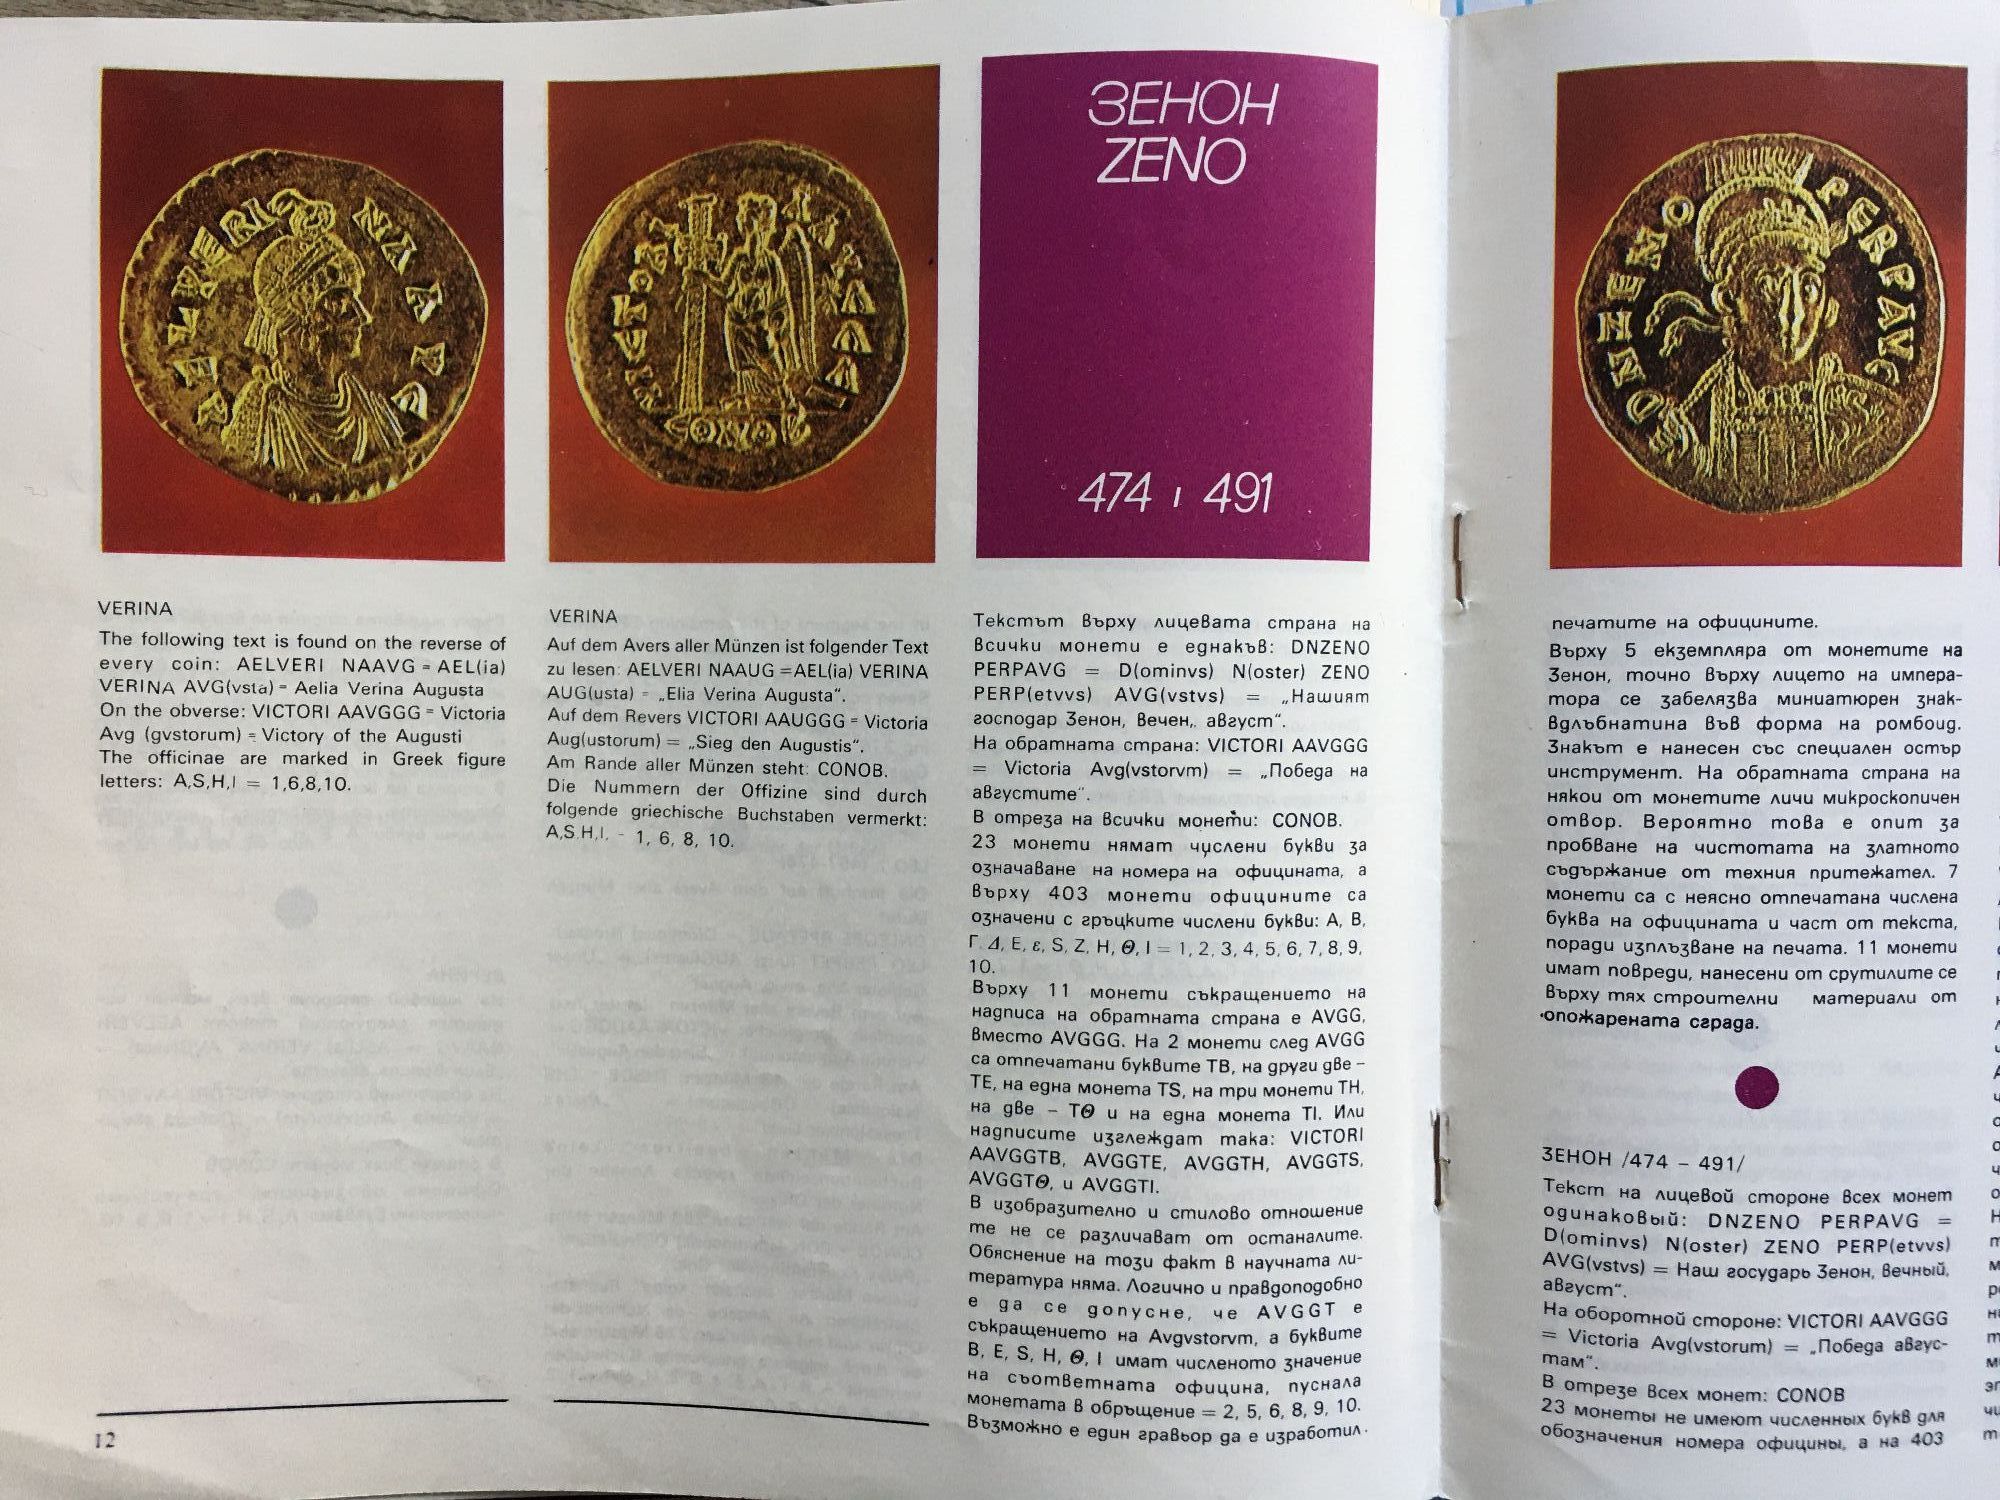 VERINA
The following text is found on the reverse of
every coin: AELVERI NAAVG = AEL(ia)
VERINA AVG(vsta) = Aelia Verina Augusta
On the obverse: VICTORI AAVGGG = Victoria
Avg (gvstorum) = Victory of the Augusti
The officinae are marked in Greek figure
letters: A,S,H,I = 1,6,8,10.
12
VERINA
Auf dem Avers aller Münzen ist folgender Text
zu lesen: AELVERI NAAUG =AEL(ia) VERINA
AUG(usta) = „Elia Verina Augusta“.
Auf dem Revers VICTORI AAUGGG = Victoria
Aug(ustorum) = „Sieg den Augustis“.
Am Rande aller Münzen steht: CONOB.
Die Nummern der Offizine sind durch
folgende griechische Buchstaben vermerkt:
A,S.H,I, - 1, 6, 8, 10.
ЗЕНОН
ZENO
474 ı 491
Текстът върху лицевата страна на
всички монети е еднакъв: DNZENO
PERPAVG = D(ominvs) N(oster) ZENO
PERP(etvvs) AVG(vstvs) = „Нашият
господар Зенон, вечен, август“.
На обратната страна: VICTORI AAVGGG
= Victoria Avg(vstorvm) = „Победа на
августите“.
В отреза на всички монети: CONOB.
23 монети нямат числени букви за
означаване на номера на официната, а
върху 403 монети официните са
означени с гръцките числени букви: A, B,
Γ, Δ, E, ε, S, Z, H, Θ, I = 1, 2, 3, 4, 5, 6, 7, 8, 9,
10.
Върху 11 монети съкращението на
надписа на обратната страна е AVGG,
вместо AVGGG. На 2 монети след AVGG
са отпечатани буквите TB, на други две –
TE, на една монета TS, на три монети TH,
на две – TΘ и на една монета TI. Или
надписите изглеждат така: VICTORI
AAVGGTB, AVGGTE, AVGGTH, AVGGTS,
AVGGTΘ, и AVGGTI.
В изобразително и стилово отношение
те не се различават от останалите.
Обяснение на този факт в научната ли-
тература няма. Логично и правдоподобно
е да се допусне, че AVGGT е
съкращението на Avgvstorvm, а буквите
B, E, S, H, Θ, I имат численото значение
на съответната официна, пуснала
монетата в обръщение = 2, 5, 6, 8, 9, 10.
Възможно е един гравьор да е изработил
печатите на официните.
Върху 5 екземпляра от монетите на
Зенон, точно върху лицето на импера-
тора се забелязва миниатюрен знак-
вдлъбнатина във форма на ромбоид.
Знакът е нанесен със специален остър
инструмент. На обратната страна на
някои от монетите личи микроскопичен
отвор. Вероятно това е опит за
пробване на чистотата на златното
съдържание от техния притежател. 7
монети са с неясно отпечатана числена
буква на официната и част от текста,
поради изплъзване на печата. 11 монети
имат повреди, нанесени от срутилите се
върху тях строителни материали от
опожарената сграда.
ЗЕНОН /474 – 491/
Текст на лицевой стороне всех монет
одинаковый: DNZENO PERPAVG =
D(ominvs) N(oster) ZENO PERP(etvvs)
AVG(vstvs) = Наш государь Зенон, вечный,
август“.
На оборотной стороне: VICTORI AAVGGG
= Victoria Avg(vstorum) = „Победа авгус-
там“.
В отрезе всех монет: CONOB
23 монеты не имеют численных букв для
обозначения номера официны, а на 403